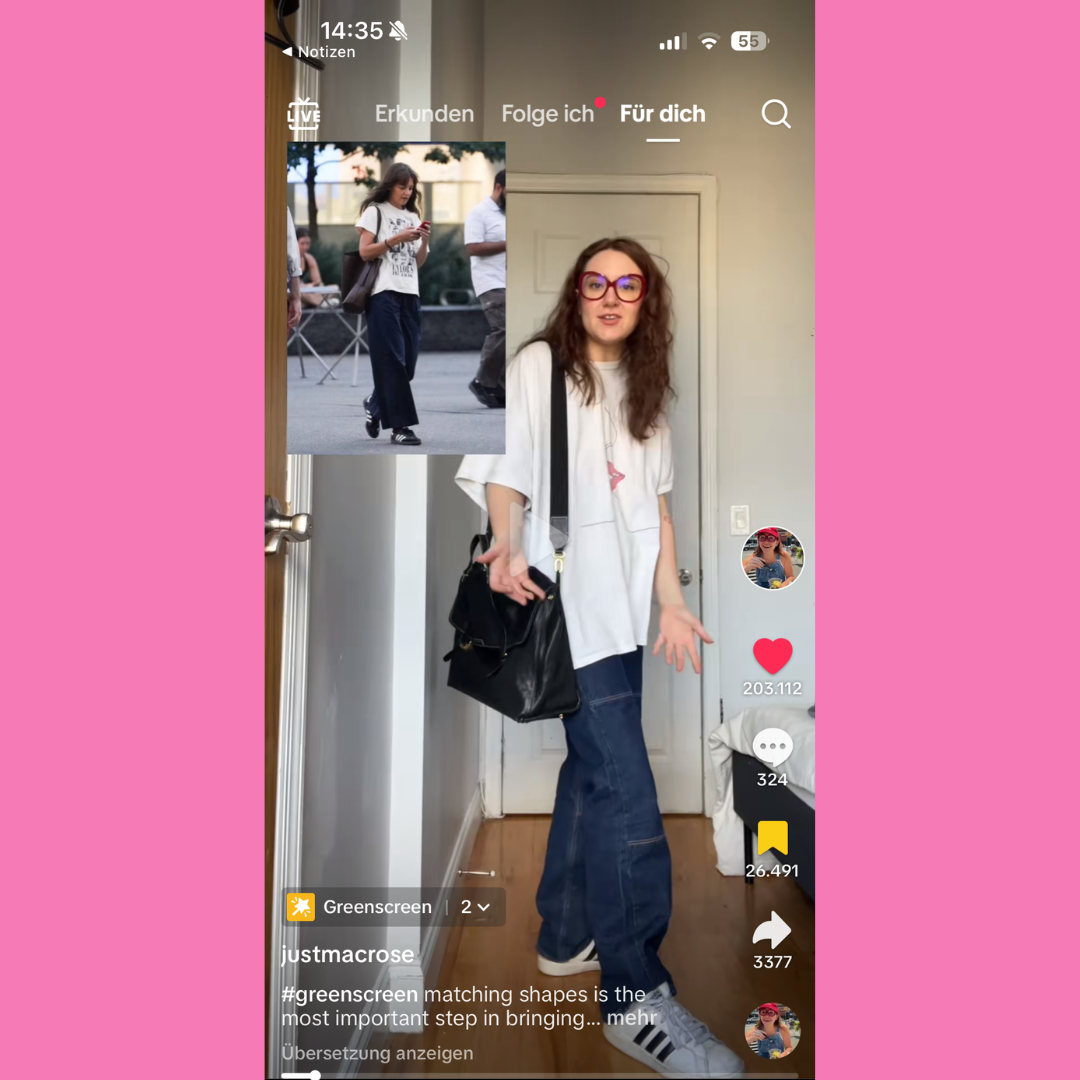 14:35
55
◀ Notizen
LIVE
Erkunden
Folge ich
Für dich
203.112
324
26.491
3377
Greenscreen | 2
justmacrose
#greenscreen matching shapes is the
most important step in bringing... mehr
Übersetzung anzeigen